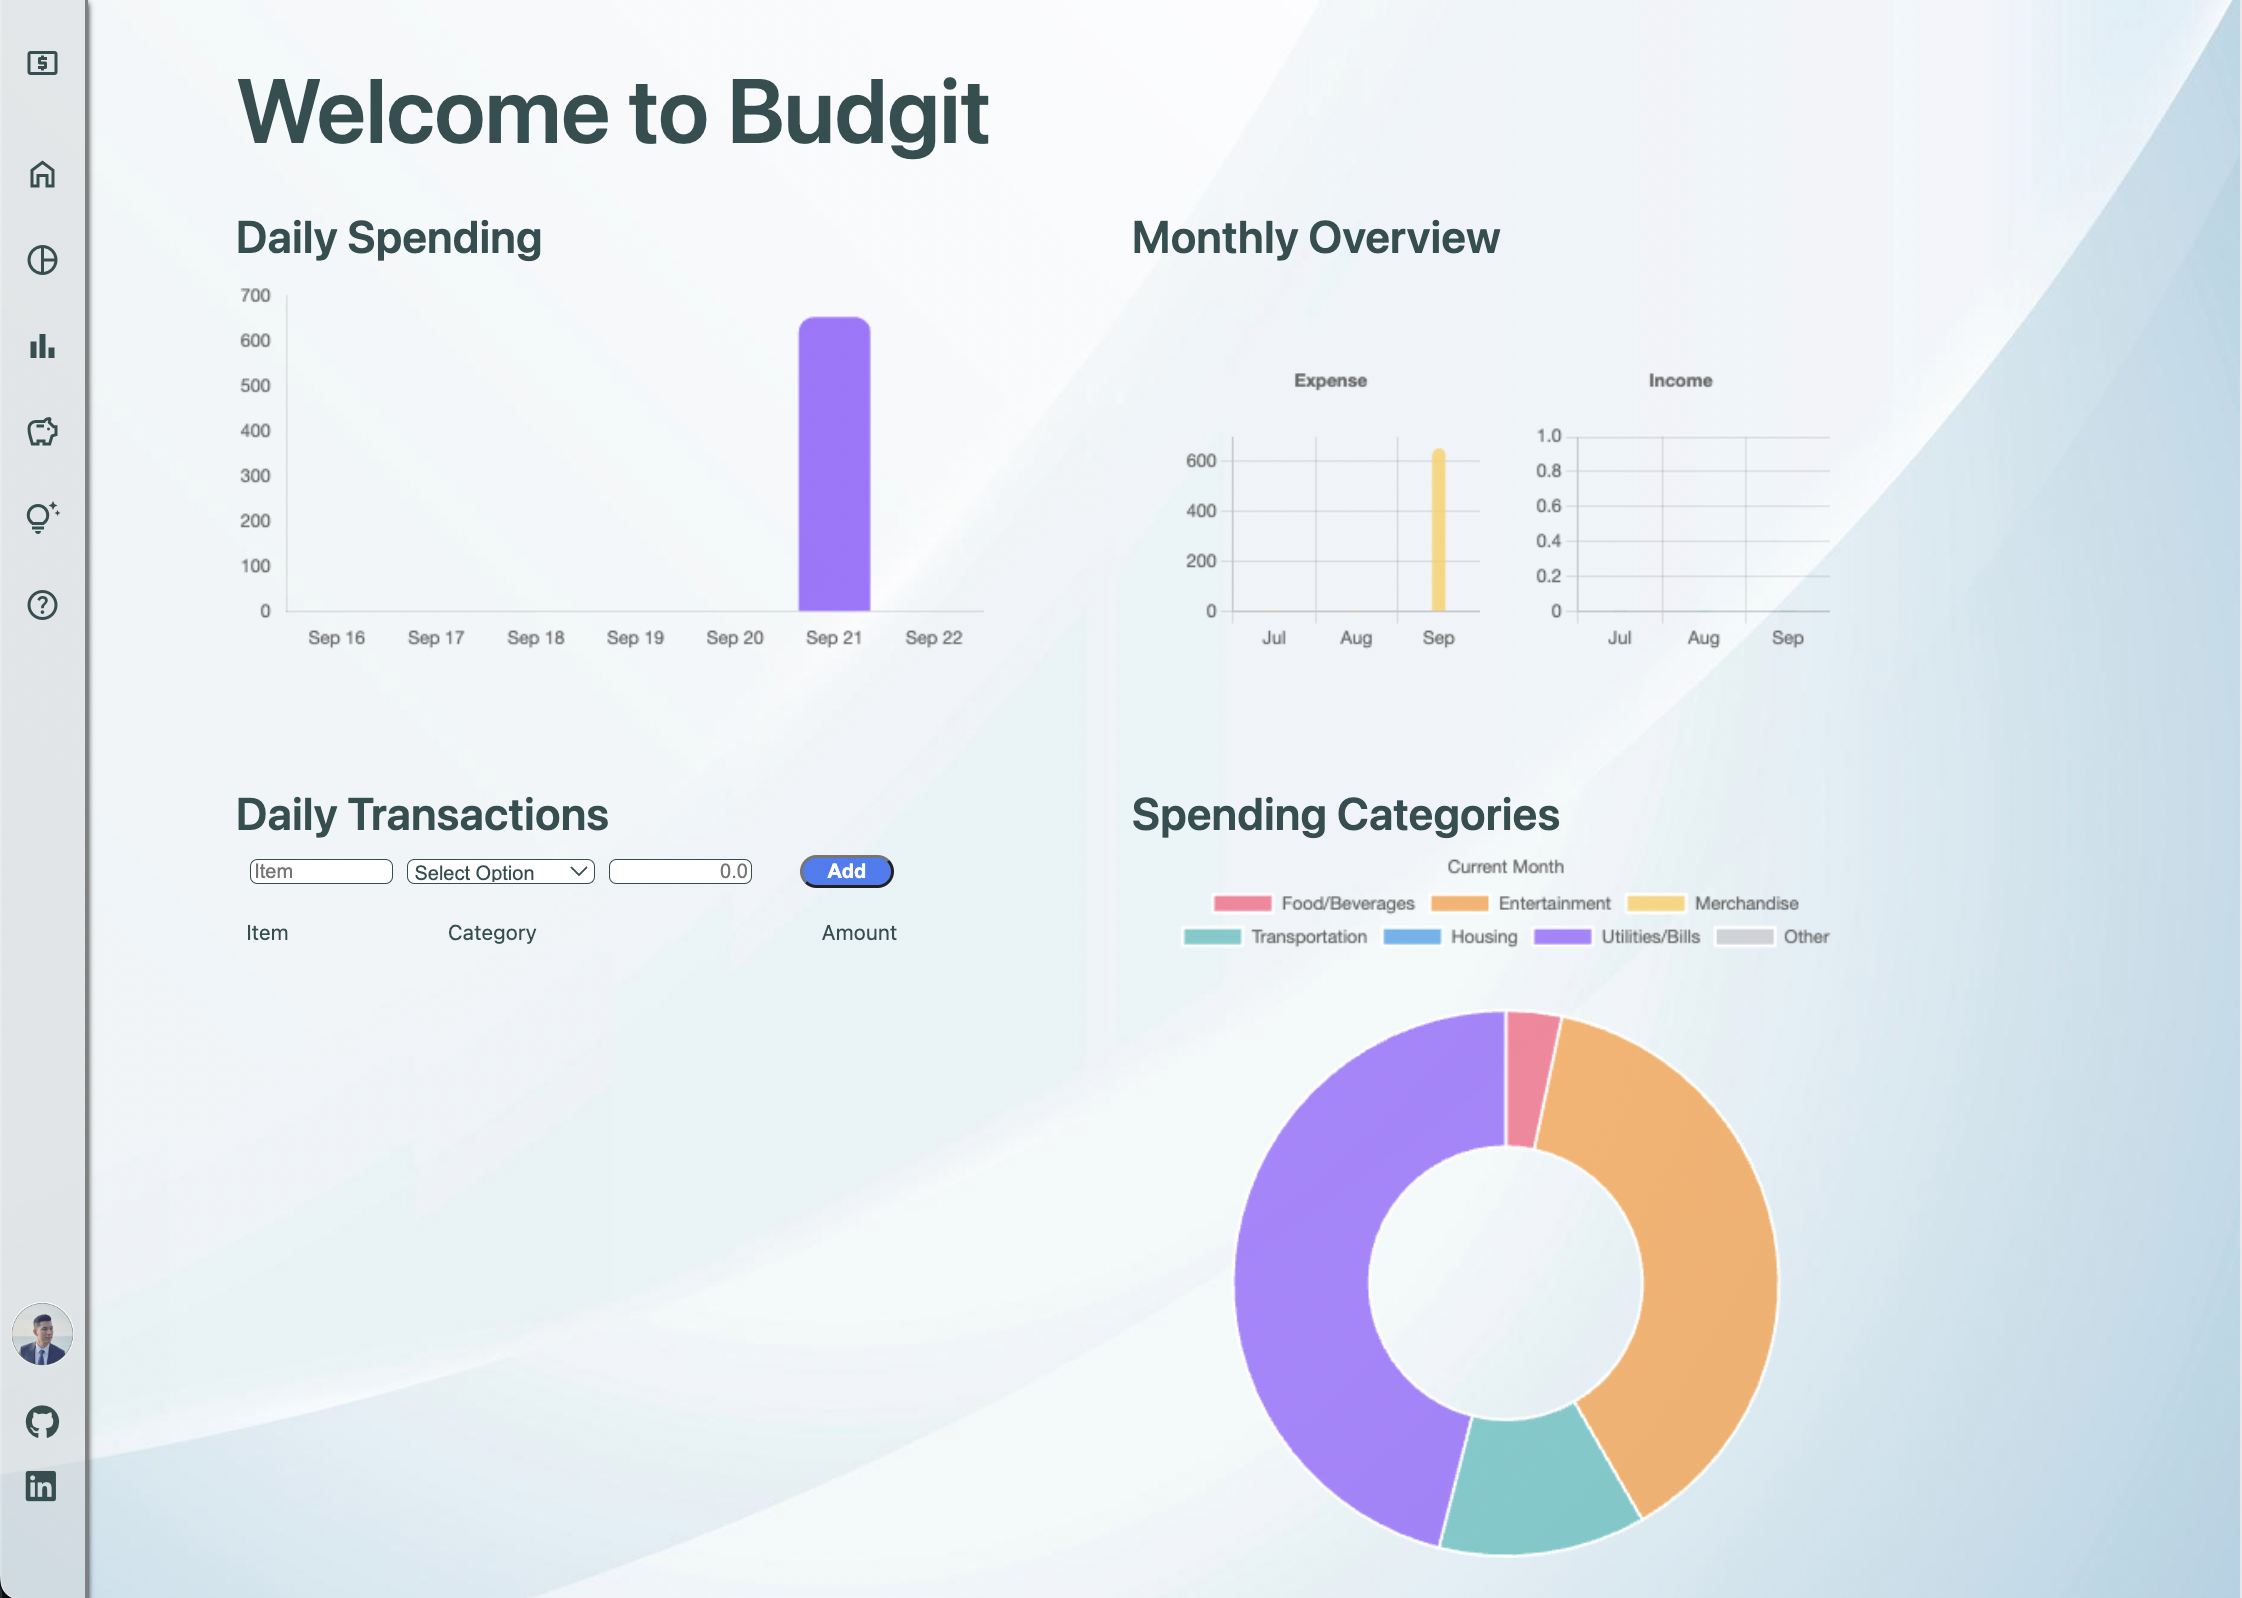 Welcome to Budgit
Daily Spending
700
600
500
400
300
200
100
0
Sep 16 Sep 17 Sep 18 Sep 19 Sep 20 Sep 21 Sep 22
Monthly Overview
Expense
600
400
200
0
Jul Aug Sep
Income
1.0
0.8
0.6
0.4
0.2
0
Jul Aug Sep
Daily Transactions
Item Select Option 0.0 Add
Item Category Amount
Spending Categories
Current Month
Food/Beverages Entertainment Merchandise
Transportation Housing Utilities/Bills Other
$
?
in